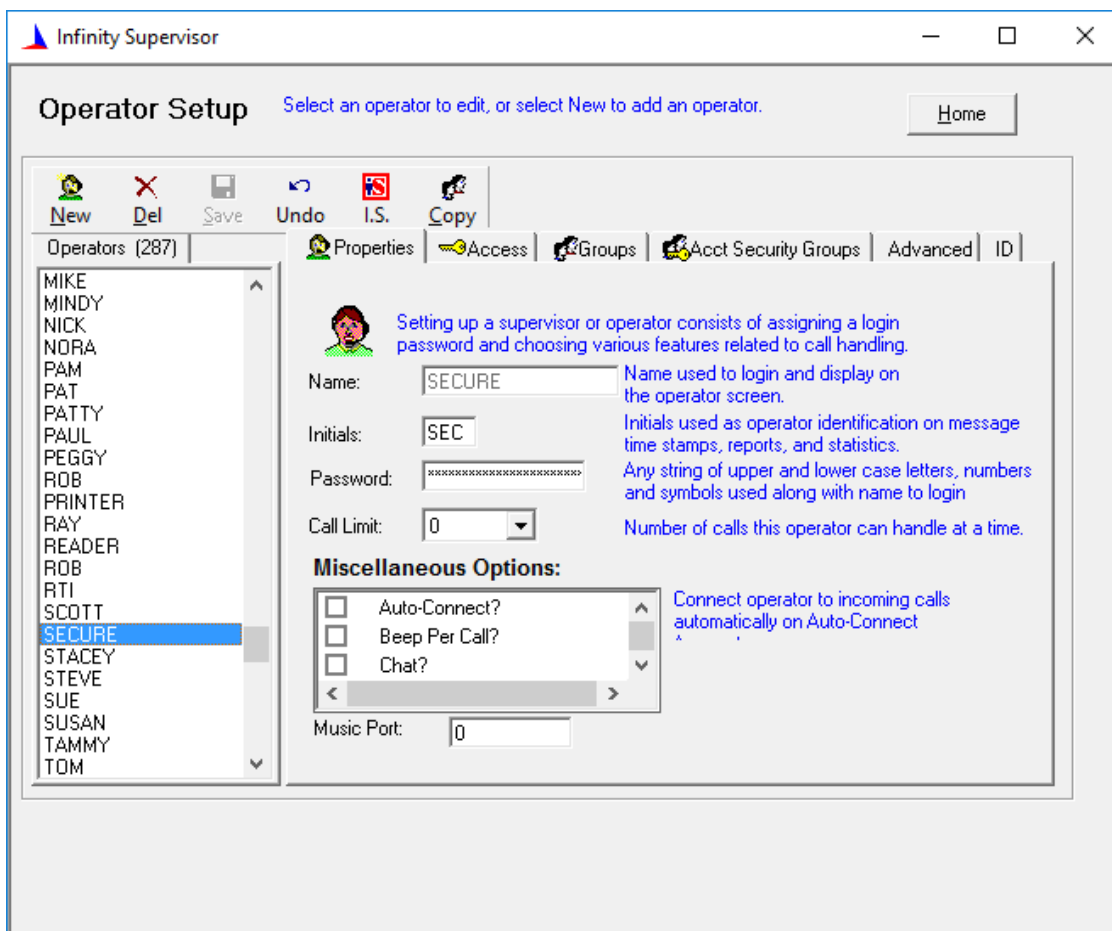 Infinity Supervisor
Operator Setup
Select an operator to edit, or select New to add an operator.
Home
New
Del
Save
Undo
I.S.
Copy
Operators (287)
Properties
Access
Groups
Acct Security Groups
Advanced
ID
MIKE
MINDY
NICK
NORA
PAM
PAT
PATTY
PAUL
PEGGY
ROB
PRINTER
RAY
READER
ROB
RTI
SCOTT
SECURE
STACEY
STEVE
SUE
SUSAN
TAMMY
TOM
Setting up a supervisor or operator consists of assigning a login
password and choosing various features related to call handling.
Name:
SECURE
Name used to login and display on
the operator screen.
Initials:
SEC
Initials used as operator identification on message
time stamps, reports, and statistics.
Password:
Any string of upper and lower case letters, numbers
and symbols used along with name to login
Call Limit:
0
Number of calls this operator can handle at a time.
Miscellaneous Options:
Auto-Connect?
Beep Per Call?
Chat?
Connect operator to incoming calls
automatically on Auto-Connect
Music Port:
0